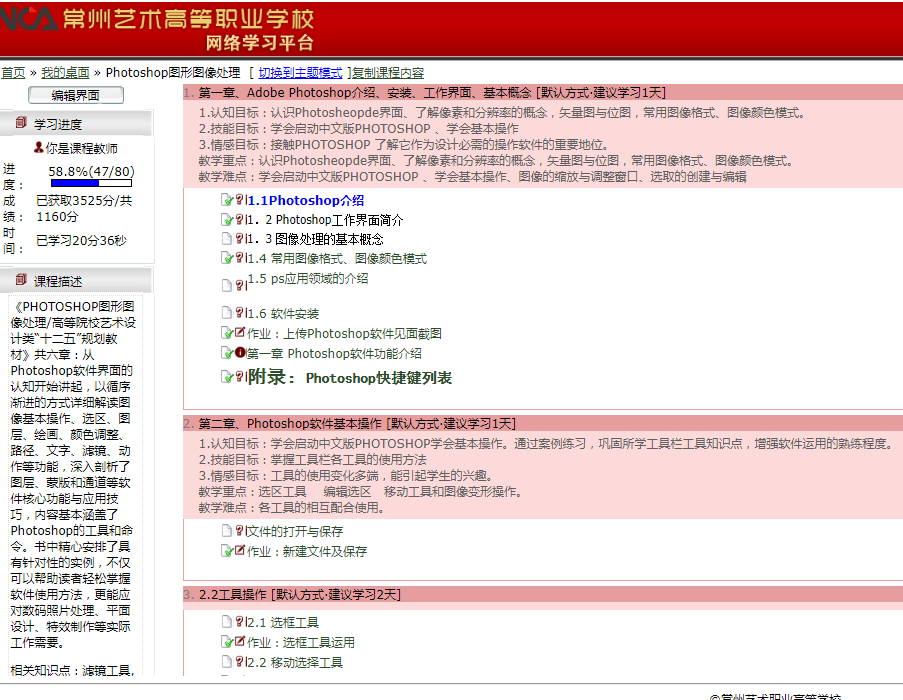 NCA 常州艺术高等职业学校
网络学习平台
首页 » 我的桌面 » Photoshop图形图像处理 [ 切换到主题模式 ]复制课程内容
编辑界面
学习进度
你是课程教师
进度： 58.8%(47/80)
成绩： 已获取3525分/共1160分
时间： 已学习20分36秒
课程描述
《PHOTOSHOP图形图
像处理/高等院校艺术设
计类“十二五”规划教
材》共六章：从
Photoshop软件界面的
认知开始讲起，以循序
渐进的方式详细解读图
像基本操作、选区、图
层、绘画、颜色调整、
路径、文字、滤镜、动
作等功能，深入剖析了
图层、蒙版和通道等软
件核心功能与应用技
巧，内容基本涵盖了
Photoshop的工具和命
令。书中精心安排了具
有针对性的实例，不仅
可以帮助读者轻松掌握
软件使用方法，更能应
对数码照片处理、平面
设计、特效制作等实际
工作需要。
相关知识点：滤镜工具,
1. 第一章、Adobe Photoshop介绍、安装、工作界面、基本概念 [默认方式·建议学习1天]
1.认知目标：认识Photosheopde界面、了解像素和分辨率的概念，矢量图与位图，常用图像格式、图像颜色模式。
2.技能目标：学会启动中文版PHOTOSHOP 、学会基本操作
3.情感目标：接触PHOTOSHOP 了解它作为设计必需的操作软件的重要地位。
教学重点：认识Photosheopde界面、了解像素和分辨率的概念，矢量图与位图，常用图像格式、图像颜色模式。
教学难点：学会启动中文版PHOTOSHOP 、学会基本操作、图像的缩放与调整窗口、选取的创建与编辑
1.1Photoshop介绍
1．2 Photoshop工作界面简介
1．3 图像处理的基本概念
1.4 常用图像格式、图像颜色模式
1.5 ps应用领域的介绍
1.6 软件安装
作业：上传Photoshop软件见面截图
第一章 Photoshop软件功能介绍
附录： Photoshop快捷键列表
2. 第二章、Photoshop软件基本操作 [默认方式·建议学习1天]
1.认知目标：学会启动中文版PHOTOSHOP学会基本操作。通过案例练习，巩固所学工具栏工具知识点，增强软件运用的熟练程度。
2.技能目标：掌握工具栏各工具的使用方法
3.情感目标：工具的使用变化多端，能引起学生的兴趣。
教学重点：选区工具 编辑选区 移动工具和图像变形操作。
教学难点：各工具的相互配合使用。
文件的打开与保存
作业：新建文件及保存
3. 2.2工具操作 [默认方式·建议学习2天]
2.1 选框工具
作业：选框工具运用
2.2 移动选择工具
©常州艺术职业高等学校